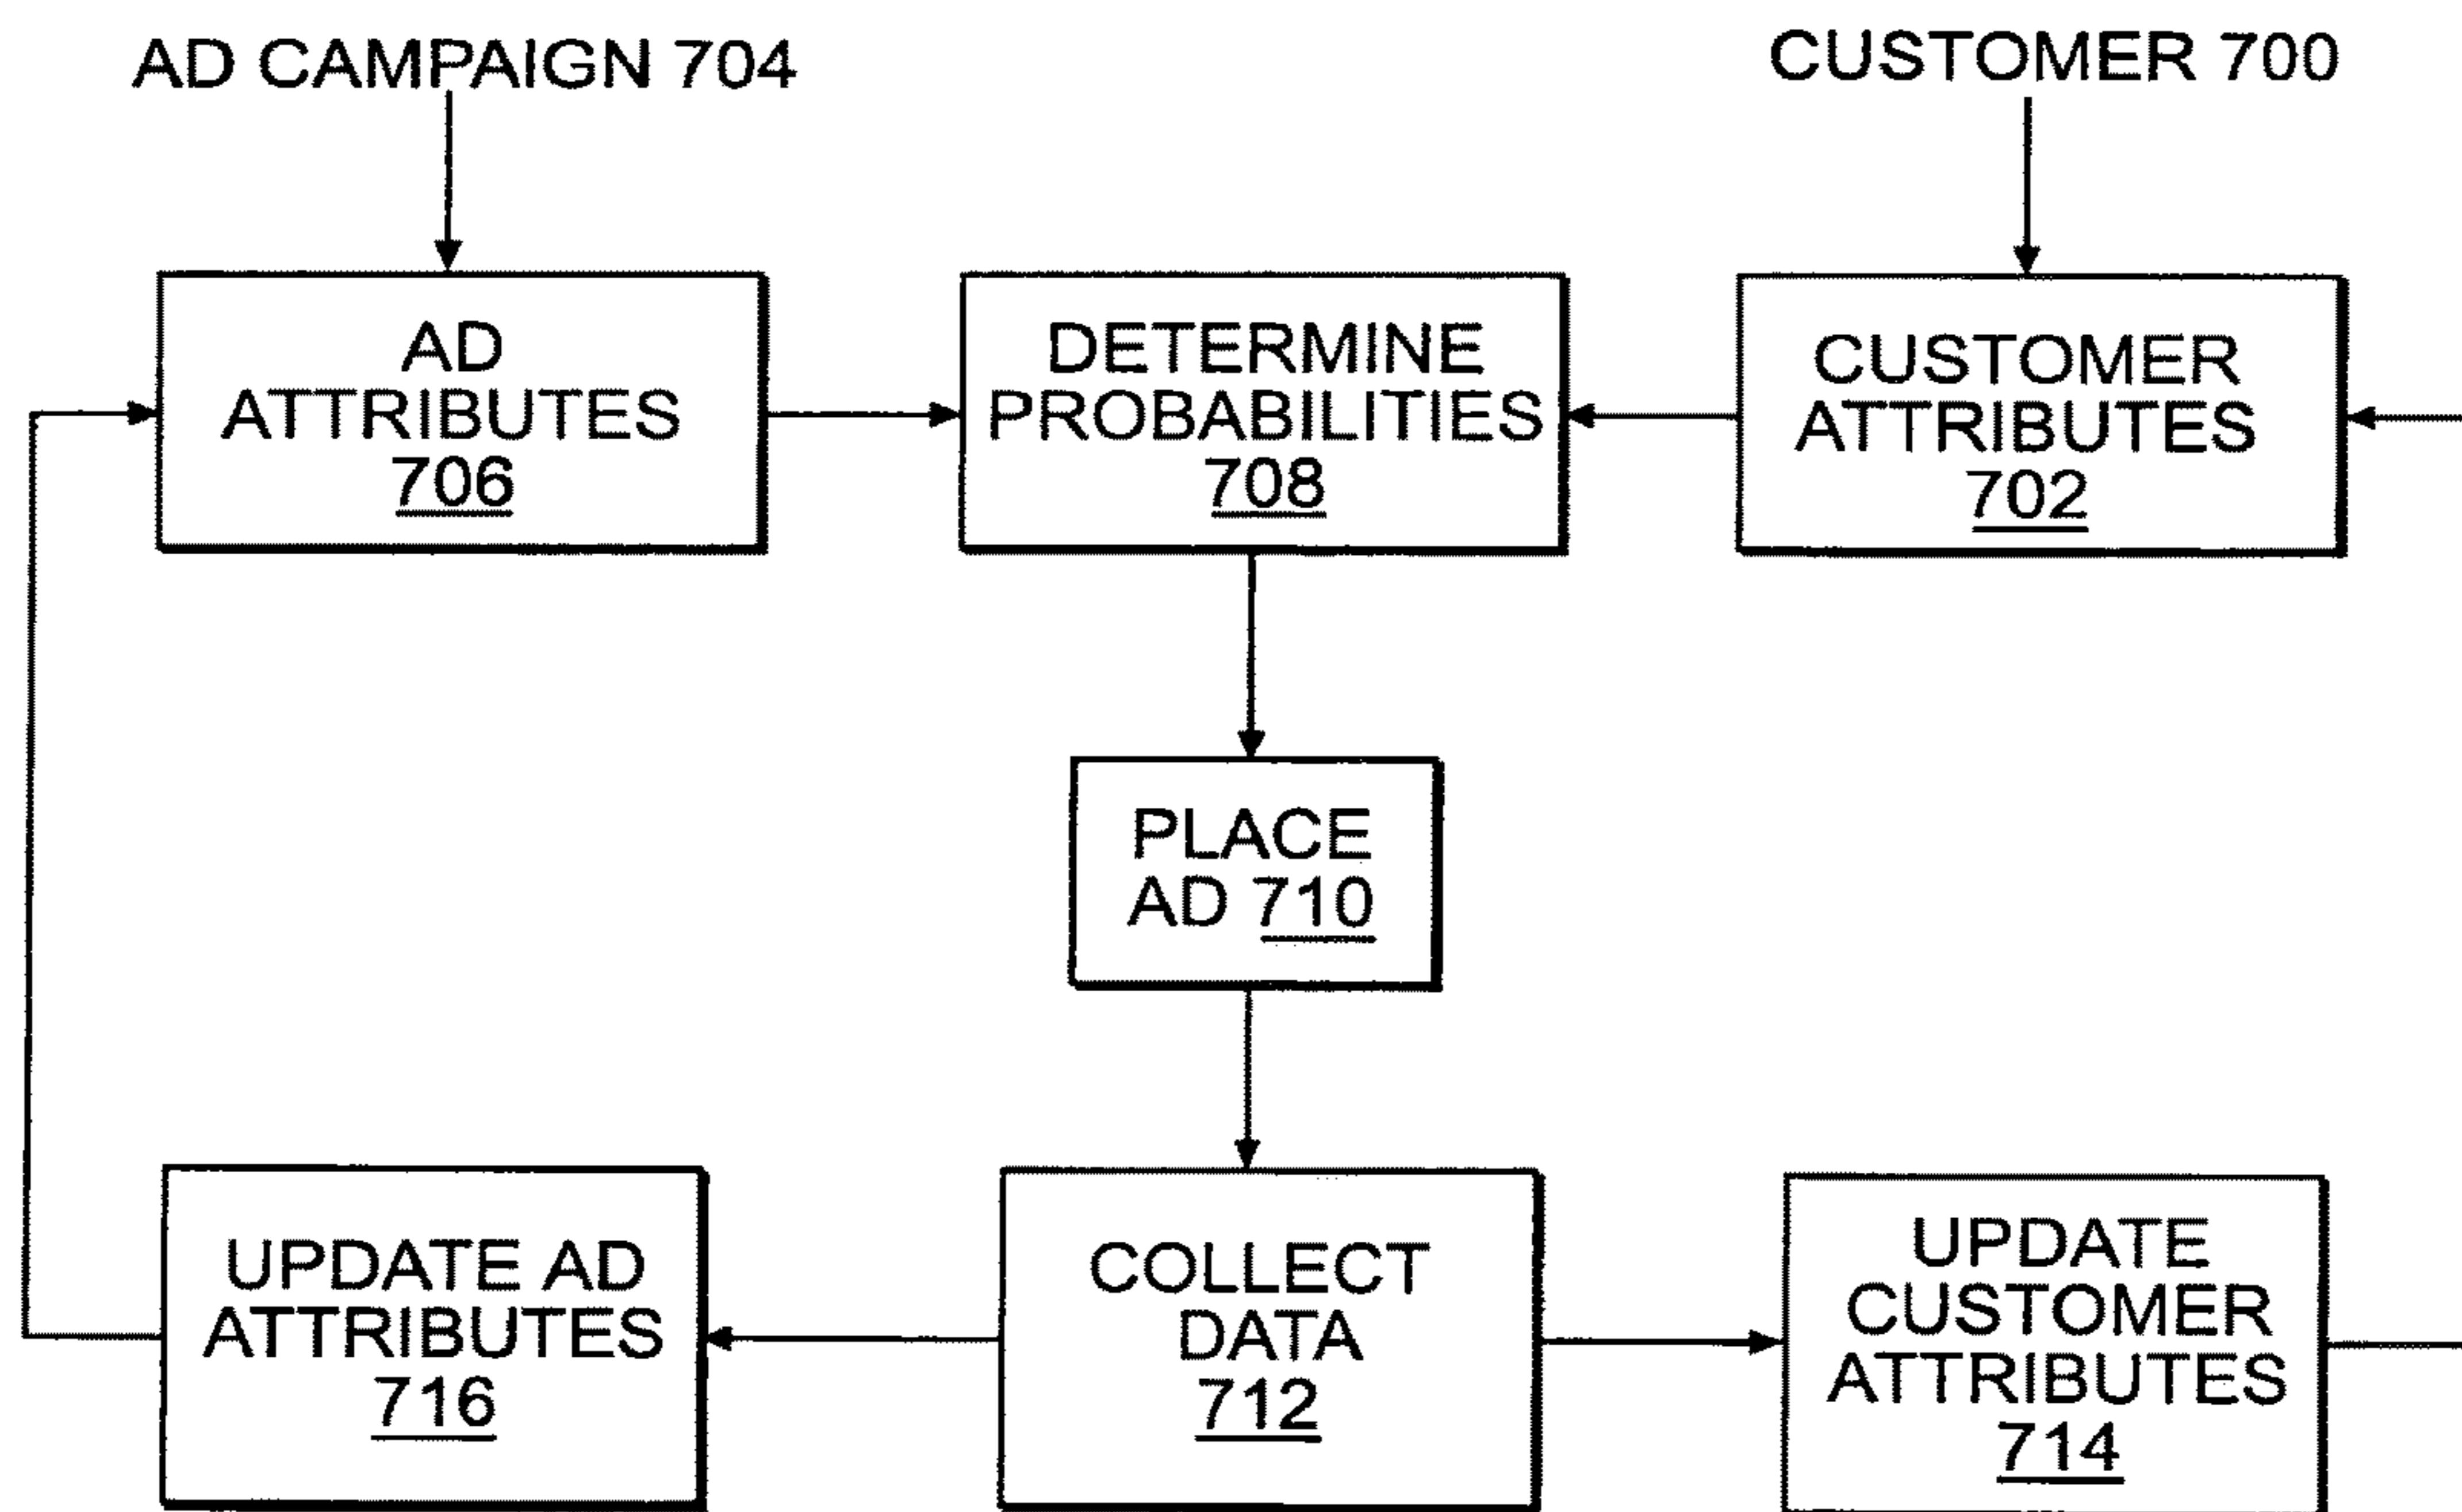 AD CAMPAIGN 704
CUSTOMER 700
AD
ATTRIBUTES
706
DETERMINE
PROBABILITIES
708
CUSTOMER
ATTRIBUTES
702
PLACE
AD 710
UPDATE AD
ATTRIBUTES
716
COLLECT
DATA
712
UPDATE
CUSTOMER
ATTRIBUTES
714